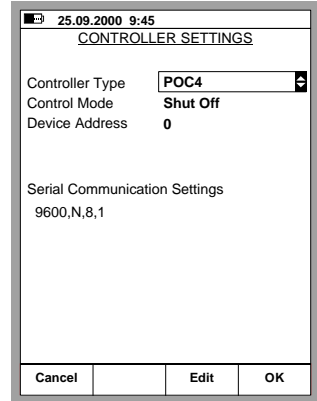 25.09.2000 9:45
CONTROLLER SETTINGS
Controller Type POC4
Control Mode Shut Off
Device Address 0
Serial Communication Settings
9600,N,8,1
Cancel Edit OK